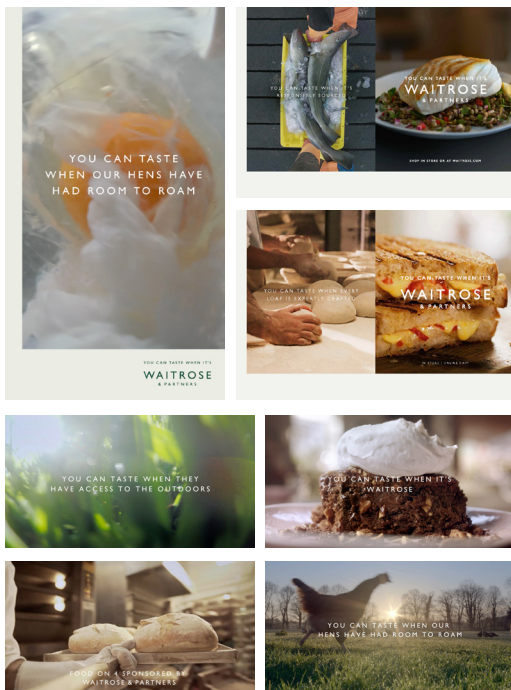 YOU CAN TASTE
WHEN OUR HENS HAVE
HAD ROOM TO ROAM
YOU CAN TASTE WHEN IT'S
WAITROSE
& PARTNERS
YOU CAN TASTE WHEN IT'S
RESPONSIBLY SOURCED
YOU CAN TASTE WHEN IT'S
WAITROSE
& PARTNERS
SHOP IN STORE OR AT WAITROSE.COM
YOU CAN TASTE WHEN EVERY
LOAF IS EXPERTLY CRAFTED
YOU CAN TASTE WHEN IT'S
WAITROSE
& PARTNERS
YOU CAN TASTE WHEN THEY
HAVE ACCESS TO THE OUTDOORS
YOU CAN TASTE WHEN IT'S
WAITROSE
FOOD ON 4 SPONSORED BY
WAITROSE & PARTNERS
YOU CAN TASTE WHEN OUR
HENS HAVE HAD ROOM TO ROAM